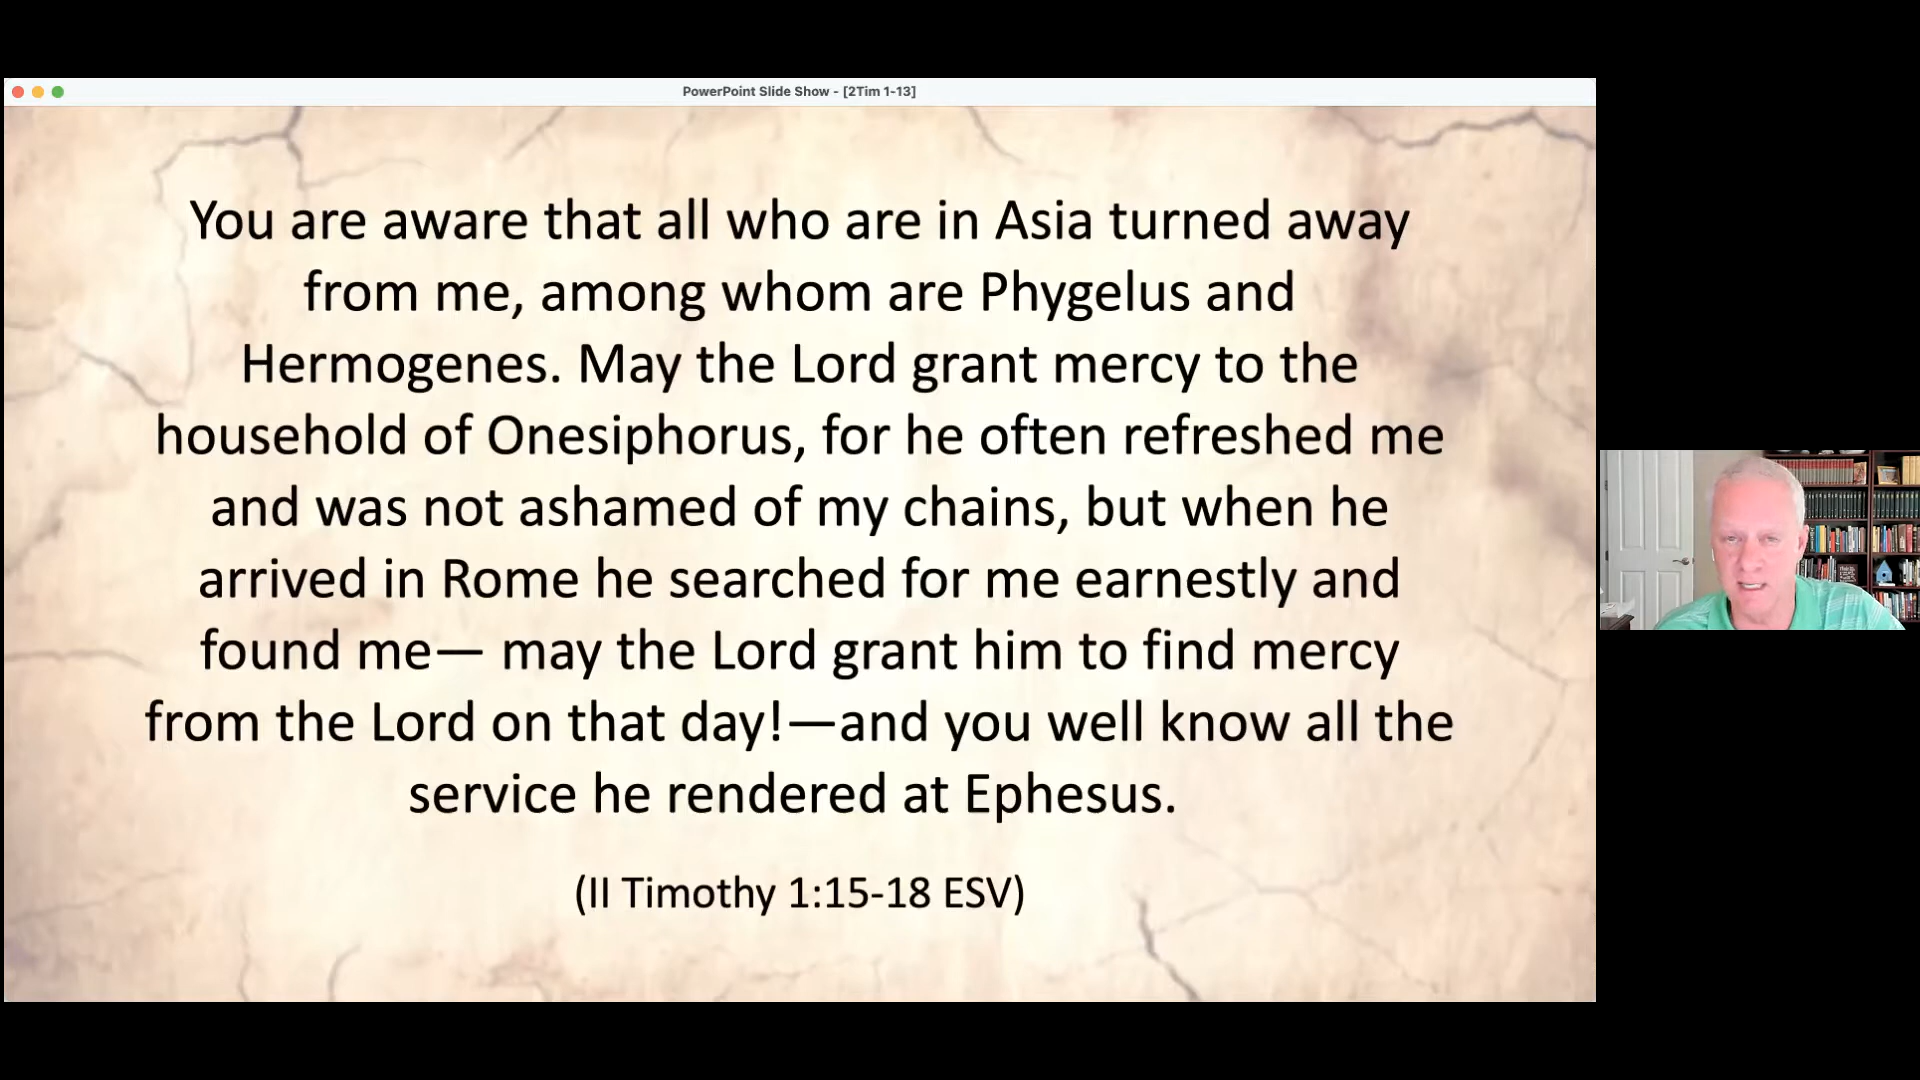 PowerPoint Slide Show - [2Tim 1-13]
You are aware that all who are in Asia turned away
from me, among whom are Phygelus and
Hermogenes. May the Lord grant mercy to the
household of Onesiphorus, for he often refreshed me
and was not ashamed of my chains, but when he
arrived in Rome he searched for me earnestly and
found me— may the Lord grant him to find mercy
from the Lord on that day!—and you well know all the
service he rendered at Ephesus.
(II Timothy 1:15-18 ESV)